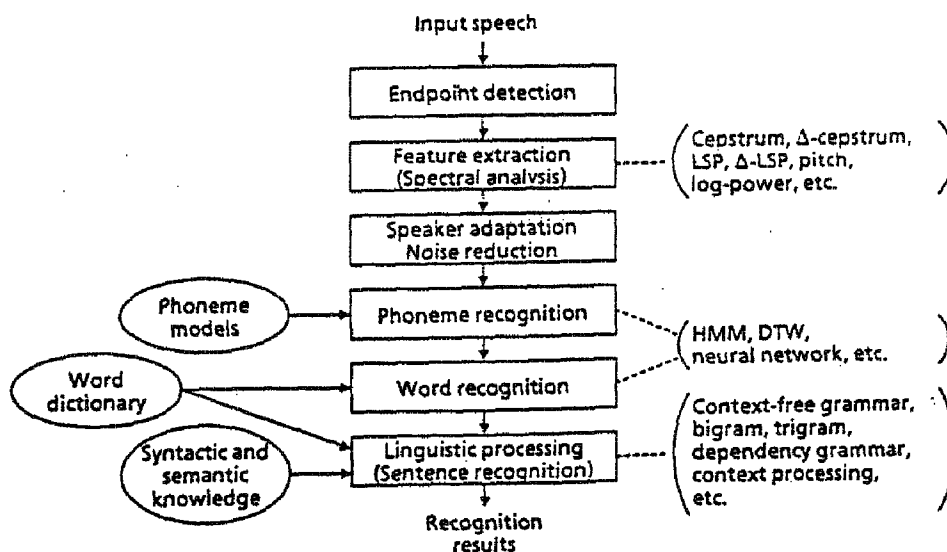 Input speech
Endpoint detection
Feature extraction
(Spectral analysis)
Cepstrum, Δ-cepstrum,
LSP, Δ-LSP, pitch,
log-power, etc.
Speaker adaptation
Noise reduction
Phoneme
models
Phoneme recognition
HMM, DTW,
neural network, etc.
Word
dictionary
Word recognition
Syntactic and
semantic
knowledge
Linguistic processing
(Sentence recognition)
Context-free grammar,
bigram, trigram,
dependency grammar,
context processing,
etc.
Recognition
results